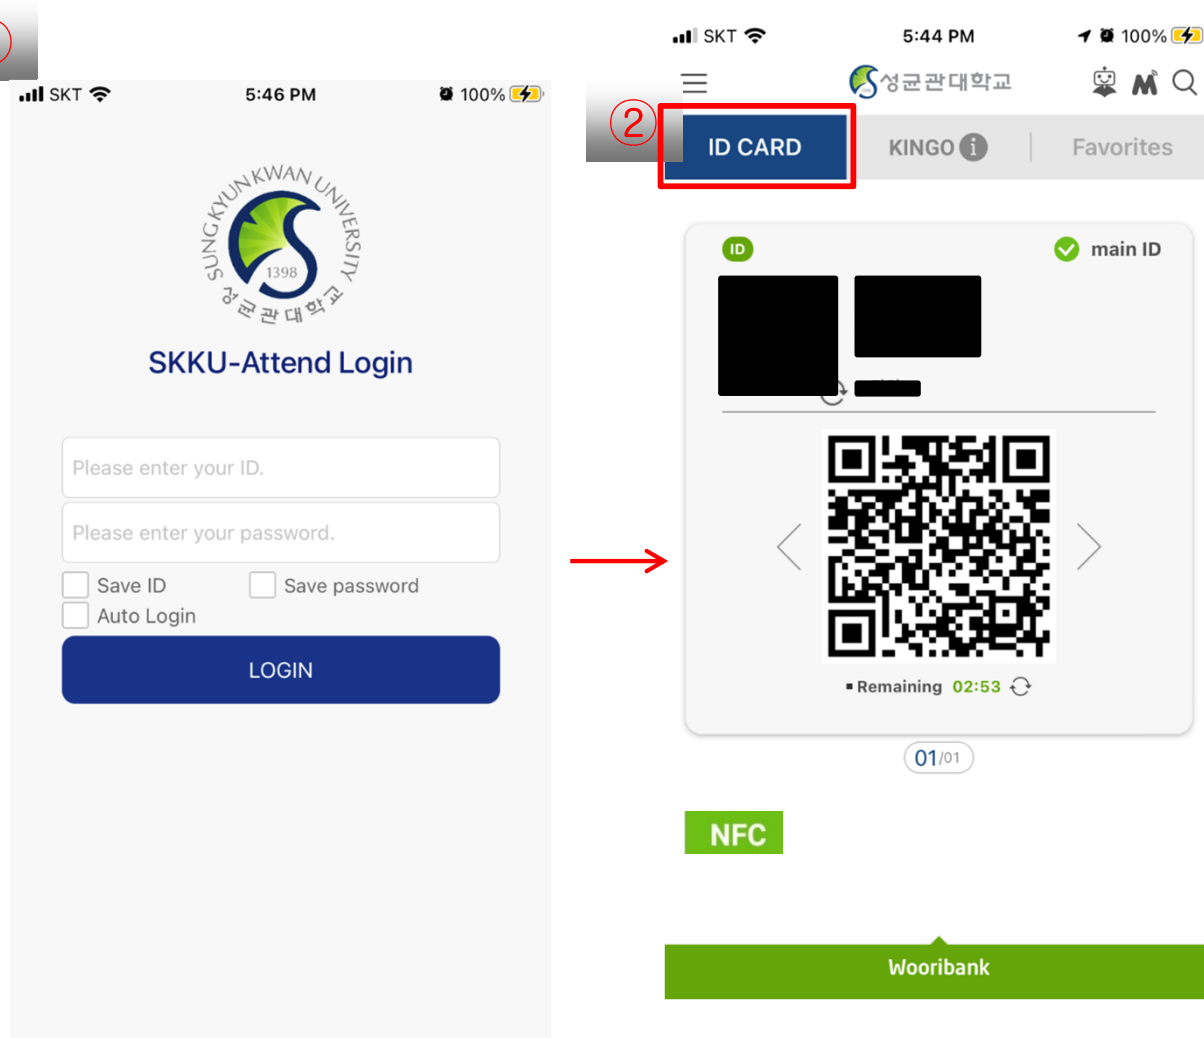 SKT 5:46 PM 100%
SUNGKYUNKWAN UNIVERSITY
1398
성균관대학교
SKKU-Attend Login
Please enter your ID.
Please enter your password.
Save ID Save password
Auto Login
LOGIN
SKT 5:44 PM 100%
성균관대학교 M
②
ID CARD KINGO i Favorites
ID main ID
Remaining 02:53
01/01
NFC
Wooribank